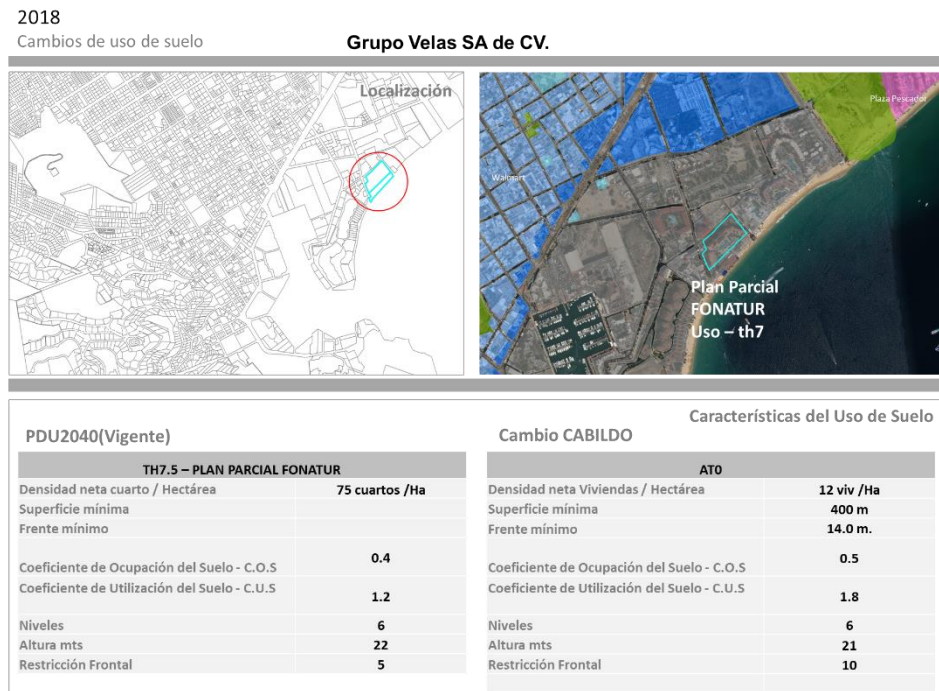 2018
Cambios de uso de suelo
Grupo Velas SA de CV.
Localización
Plaza Pescador
Walmart
Plan Parcial
FONATUR
Uso – th7
Características del Uso de Suelo
PDU2040(Vigente)
TH7.5 – PLAN PARCIAL FONATUR
Densidad neta cuarto / Hectárea 75 cuartos /Ha
Superficie mínima
Frente mínimo
Coeficiente de Ocupación del Suelo - C.O.S 0.4
Coeficiente de Utilización del Suelo - C.U.S 1.2
Niveles 6
Altura mts 22
Restricción Frontal 5
Cambio CABILDO
AT0
Densidad neta Viviendas / Hectárea 12 viv /Ha
Superficie mínima 400 m
Frente mínimo 14.0 m.
Coeficiente de Ocupación del Suelo - C.O.S 0.5
Coeficiente de Utilización del Suelo - C.U.S 1.8
Niveles 6
Altura mts 21
Restricción Frontal 10